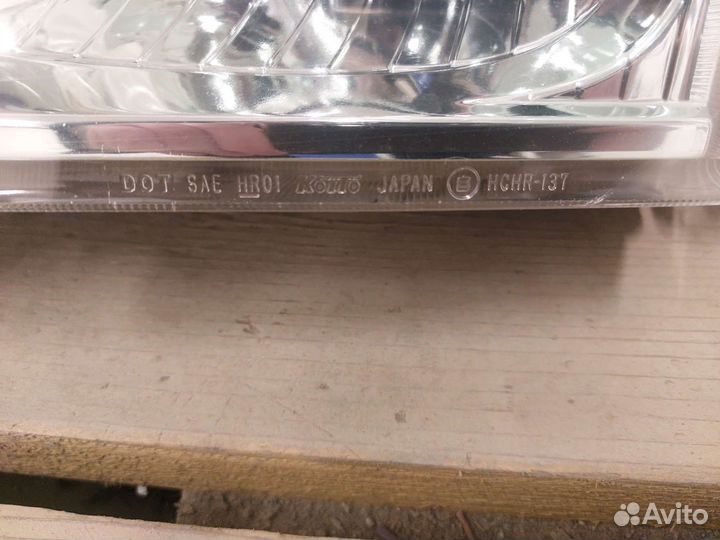 DOT SAE HR01 KOITO JAPAN HCHR-137
Avito